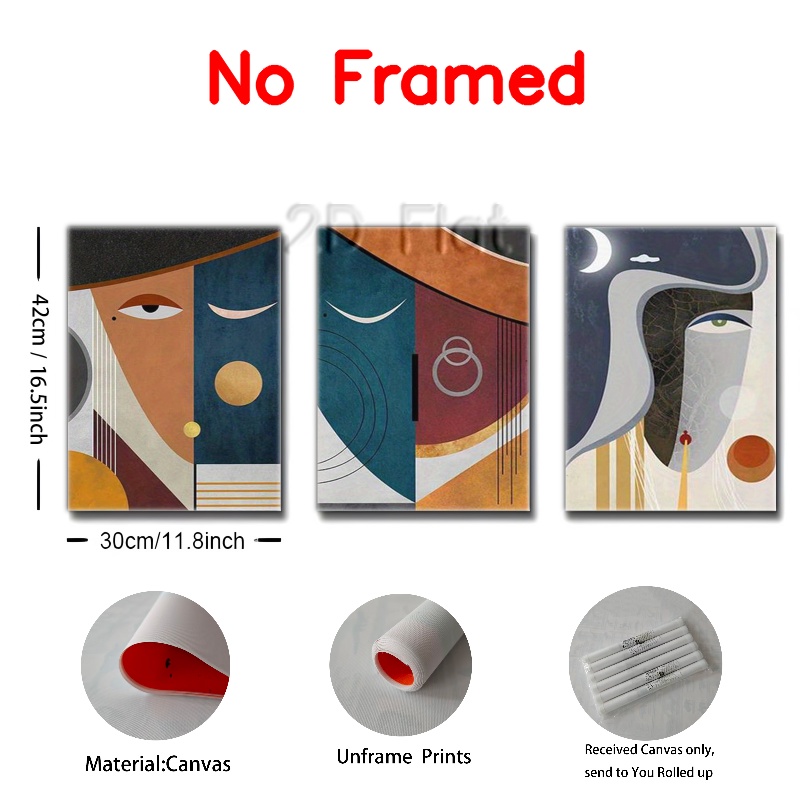 No Framed
2D Flat
42cm / 16.5inch
30cm/11.8inch
Material:Canvas
Unframe Prints
Received Canvas only,
send to You Rolled up